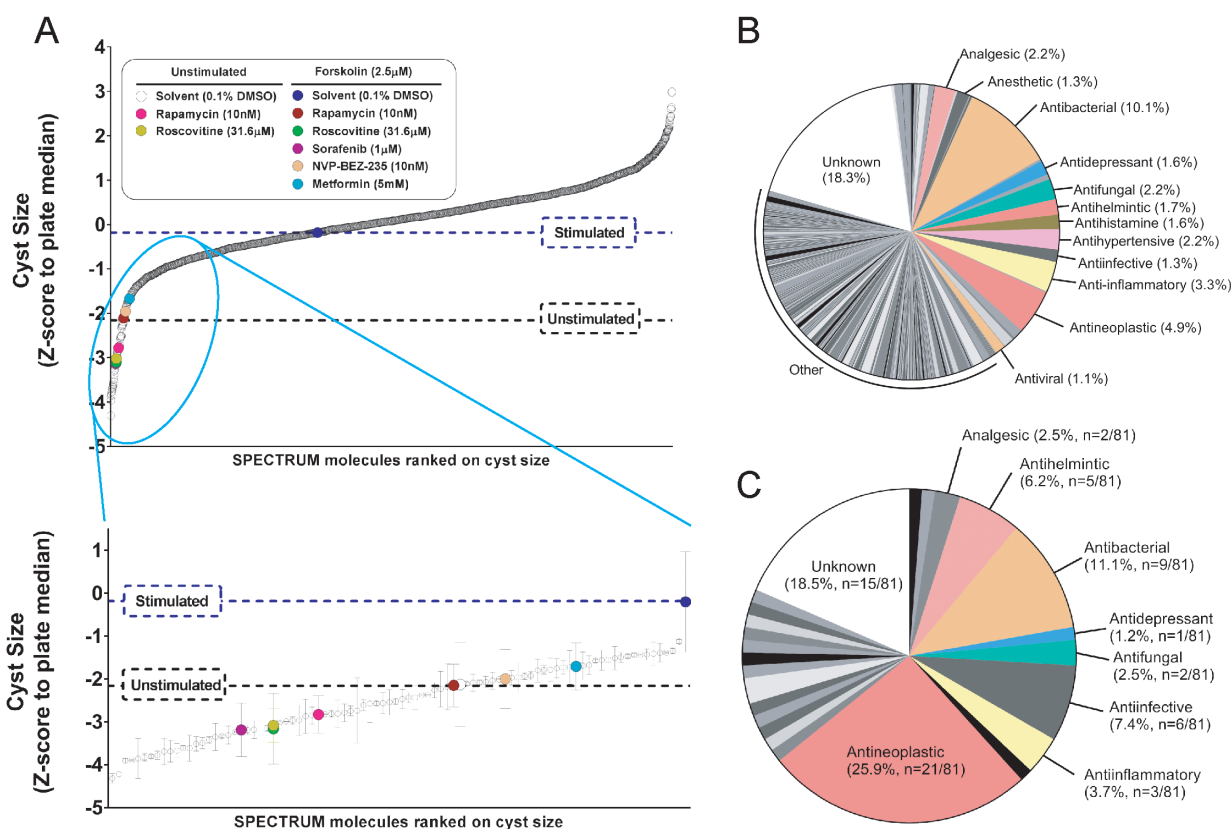 A
4
3
2
1
0
-1
-2
-3
-4
-5
Cyst Size
(Z-score to plate median)
Unstimulated
Solvent (0.1% DMSO)
Rapamycin (10nM)
Roscovitine (31.6μM)
Forskolin (2.5μM)
Solvent (0.1% DMSO)
Rapamycin (10nM)
Roscovitine (31.6μM)
Sorafenib (1μM)
NVP-BEZ-235 (10nM)
Metformin (5mM)
Stimulated
Unstimulated
SPECTRUM molecules ranked on cyst size
1
0
-1
-2
-3
-4
-5
Cyst Size
(Z-score to plate median)
Stimulated
Unstimulated
SPECTRUM molecules ranked on cyst size
B
Analgesic (2.2%)
Anesthetic (1.3%)
Antibacterial (10.1%)
Antidepressant (1.6%)
Antifungal (2.2%)
Antihelmintic (1.7%)
Antihistamine (1.6%)
Antihypertensive (2.2%)
Antiinfective (1.3%)
Anti-inflammatory (3.3%)
Antineoplastic (4.9%)
Antiviral (1.1%)
Other
Unknown
(18.3%)
C
Analgesic (2.5%, n=2/81)
Antihelmintic
(6.2%, n=5/81)
Antibacterial
(11.1%, n=9/81)
Antidepressant
(1.2%, n=1/81)
Antifungal
(2.5%, n=2/81)
Antiinfective
(7.4%, n=6/81)
Antiinflammatory
(3.7%, n=3/81)
Antineoplastic
(25.9%, n=21/81)
Unknown
(18.5%, n=15/81)